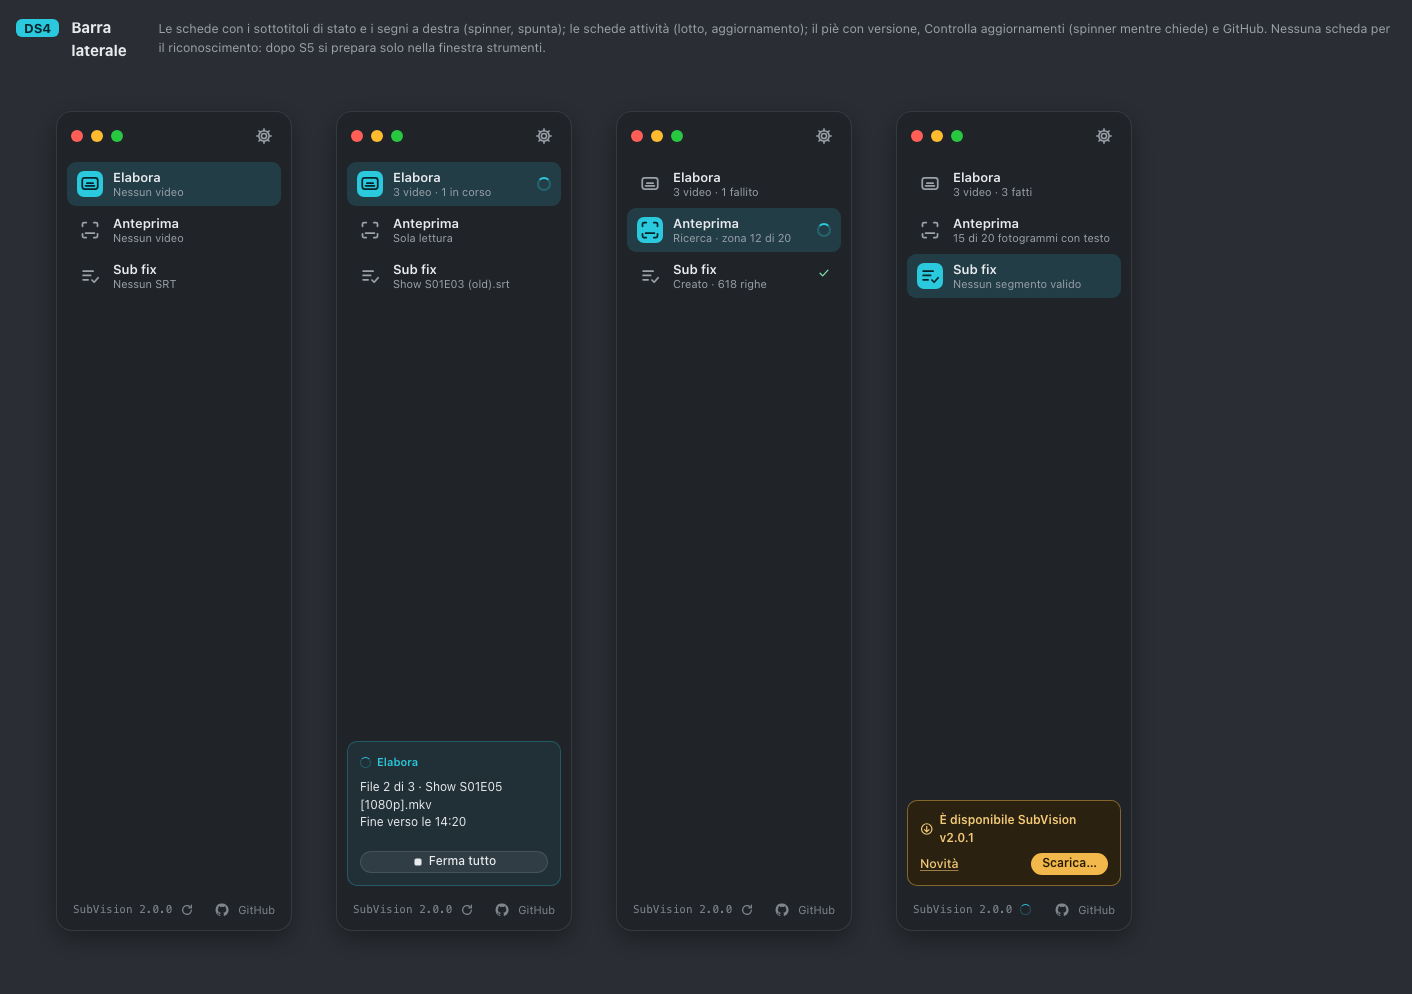 DS4
Barra
laterale
Le schede con i sottotitoli di stato e i segni a destra (spinner, spunta); le schede attività (lotto, aggiornamento); il piè con versione, Controlla aggiornamenti (spinner mentre chiede) e GitHub. Nessuna scheda per
il riconoscimento: dopo S5 si prepara solo nella finestra strumenti.
Elabora
Nessun video
Anteprima
Nessun video
Sub fix
Nessun SRT
SubVision 2.0.0
GitHub
Elabora
3 video · 1 in corso
Anteprima
Sola lettura
Sub fix
Show S01E03 (old).srt
Elabora
File 2 di 3 · Show S01E05
[1080p].mkv
Fine verso le 14:20
Ferma tutto
SubVision 2.0.0
GitHub
Elabora
3 video · 1 fallito
Anteprima
Ricerca · zona 12 di 20
Sub fix
Creato · 618 righe
SubVision 2.0.0
GitHub
Elabora
3 video · 3 fatti
Anteprima
15 di 20 fotogrammi con testo
Sub fix
Nessun segmento valido
È disponibile SubVision
v2.0.1
Novità
Scarica...
SubVision 2.0.0
GitHub